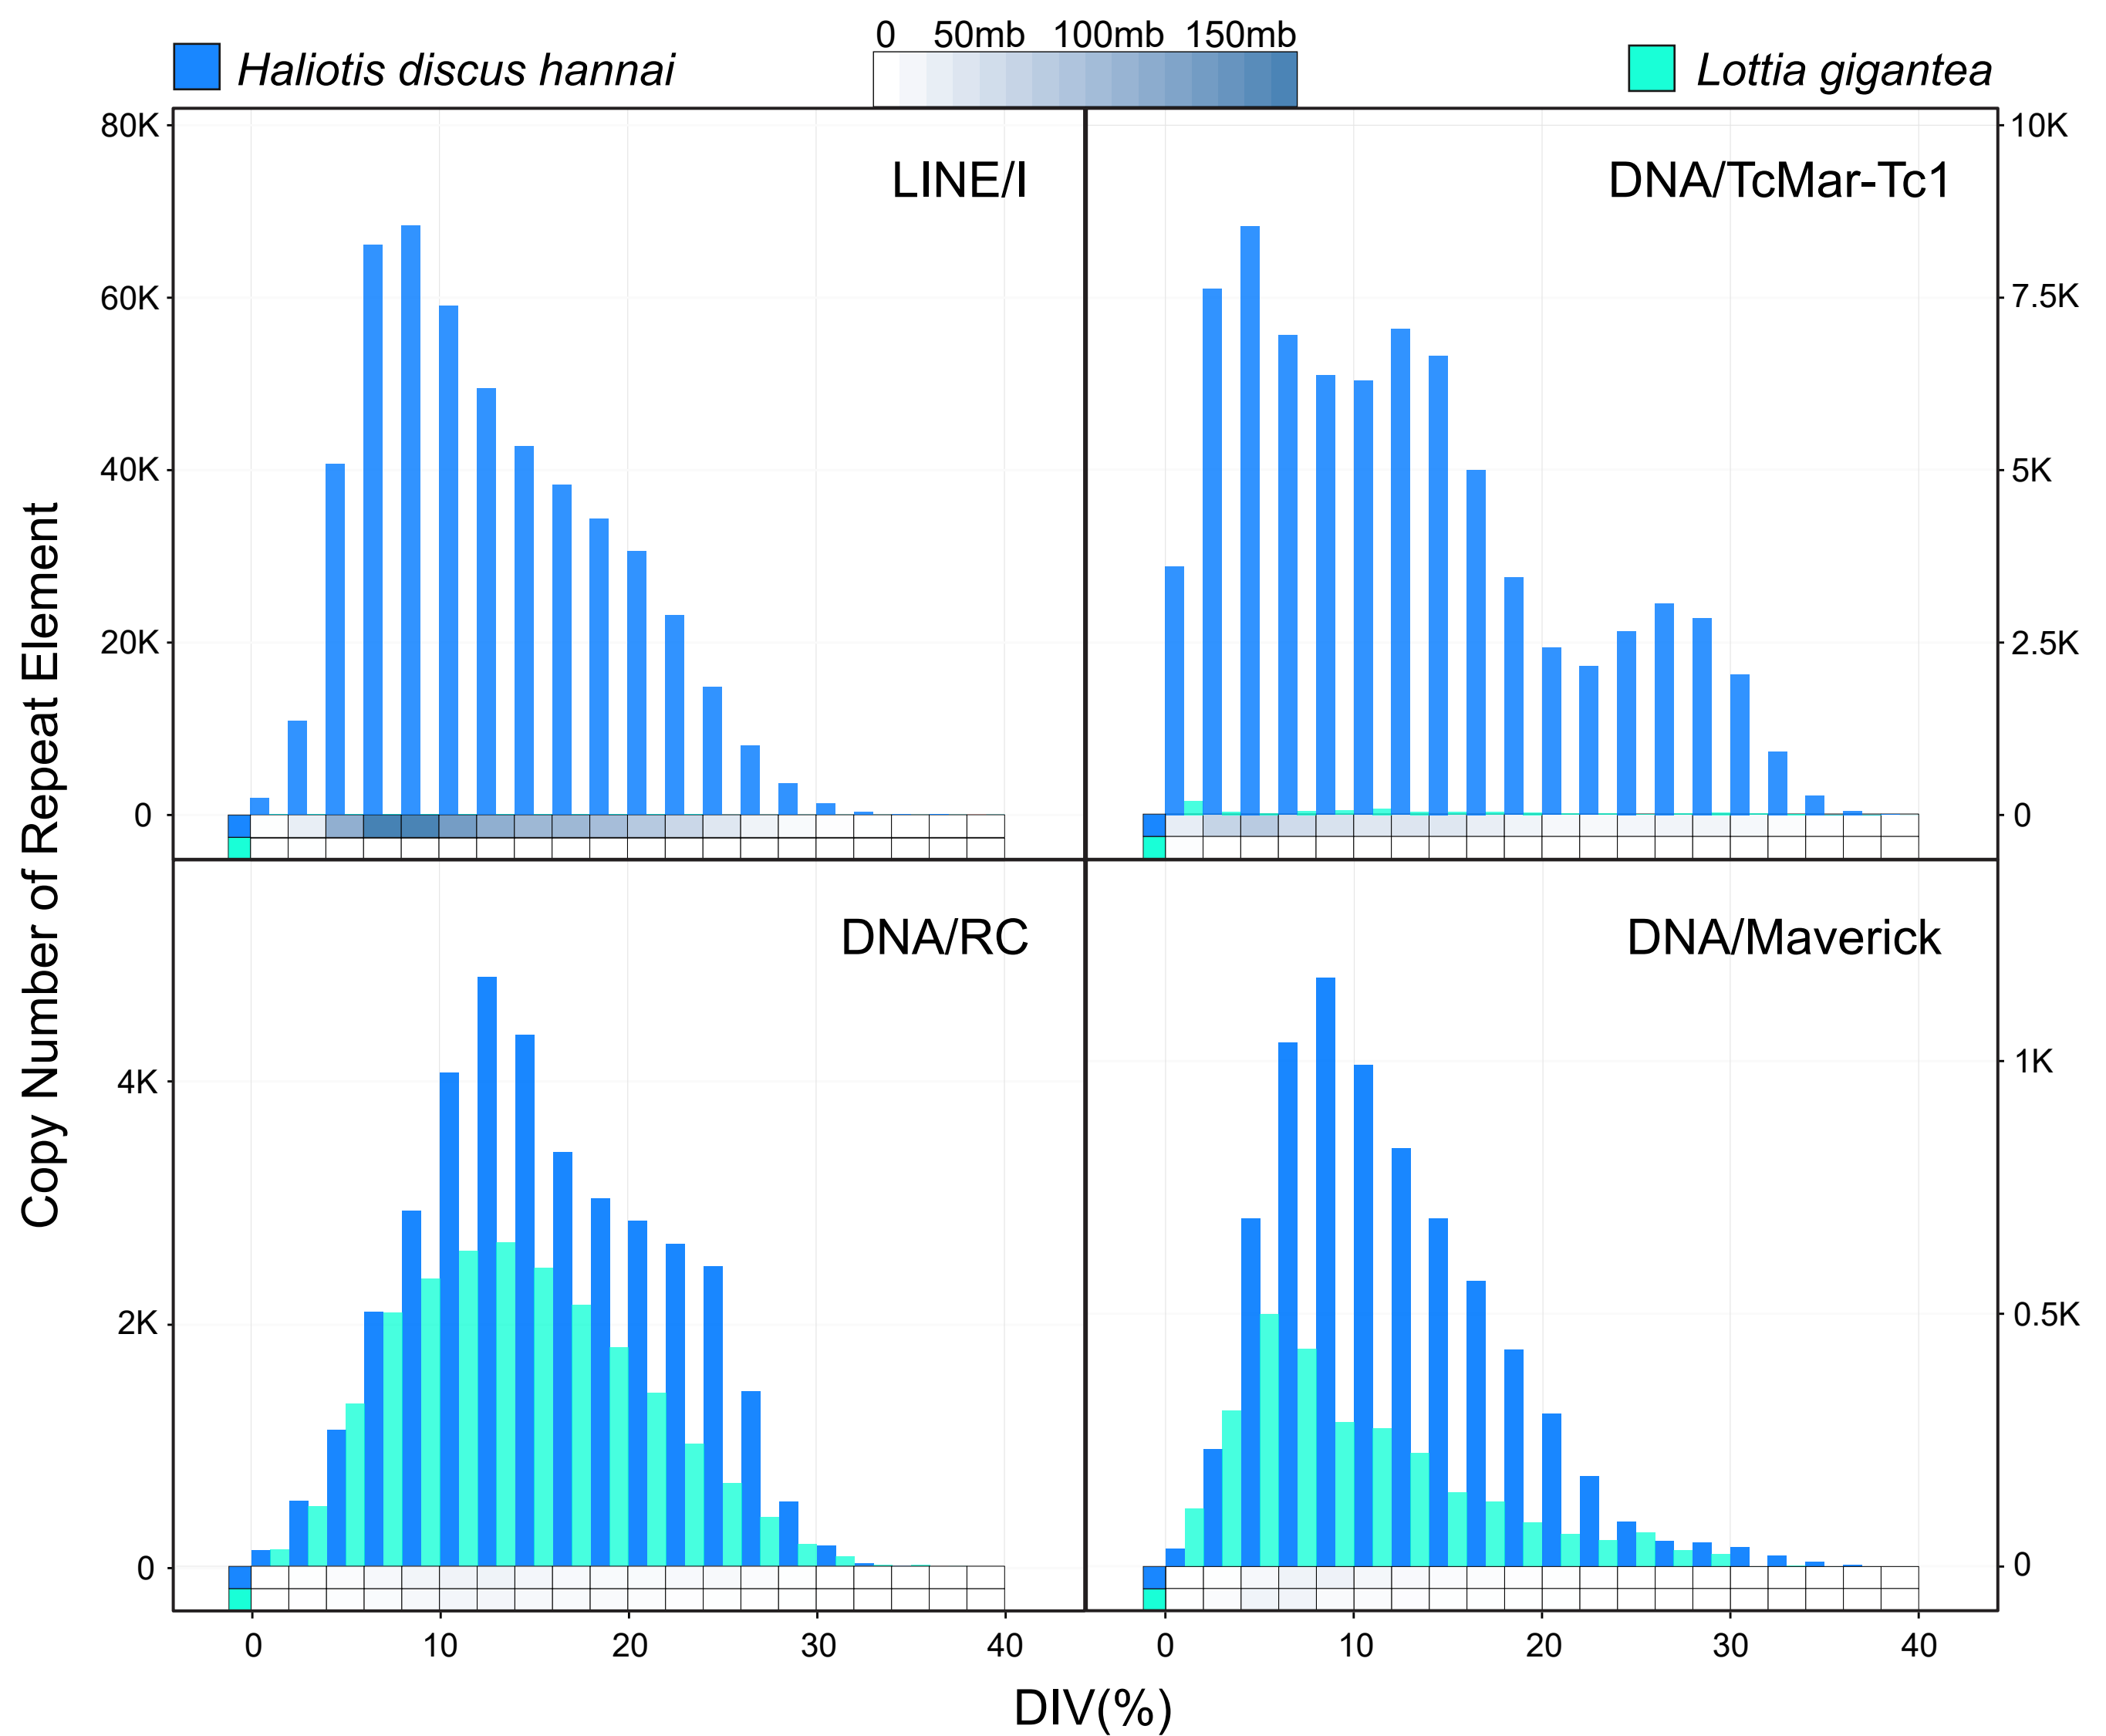 0 50mb 100mb 150mb
Haliotis discus hannai
Lottia gigantea
Copy Number of Repeat Element
LINE/I
80K
60K
40K
20K
0
DNA/TcMar-Tc1
10K
7.5K
5K
2.5K
0
DNA/RC
4K
2K
0
DNA/Maverick
1K
0.5K
0
0 10 20 30 40
0 10 20 30 40
DIV(%)